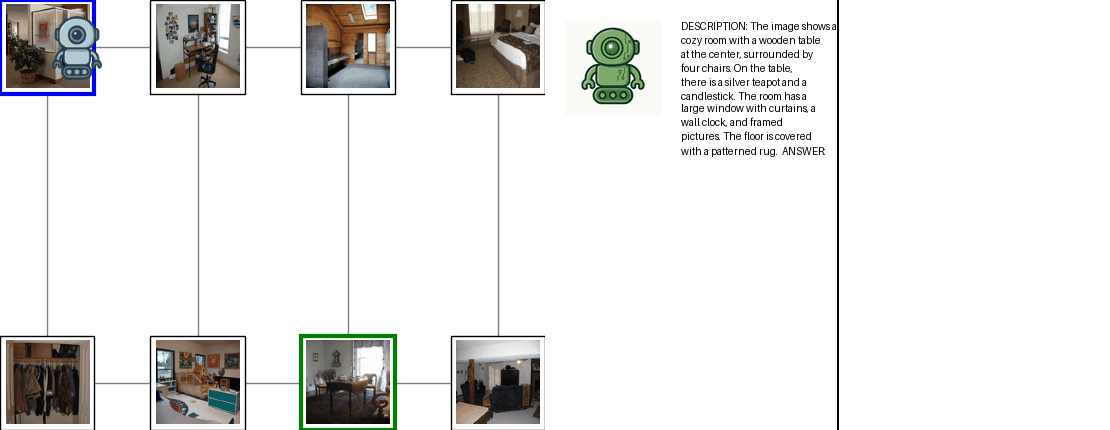 DESCRIPTION: The image shows a
cozy room with a wooden table
at the center, surrounded by
four chairs. On the table,
there is a silver teapot and a
candlestick. The room has a
large window with curtains, a
wall clock, and framed
pictures. The floor is covered
with a patterned rug.  ANSWER: